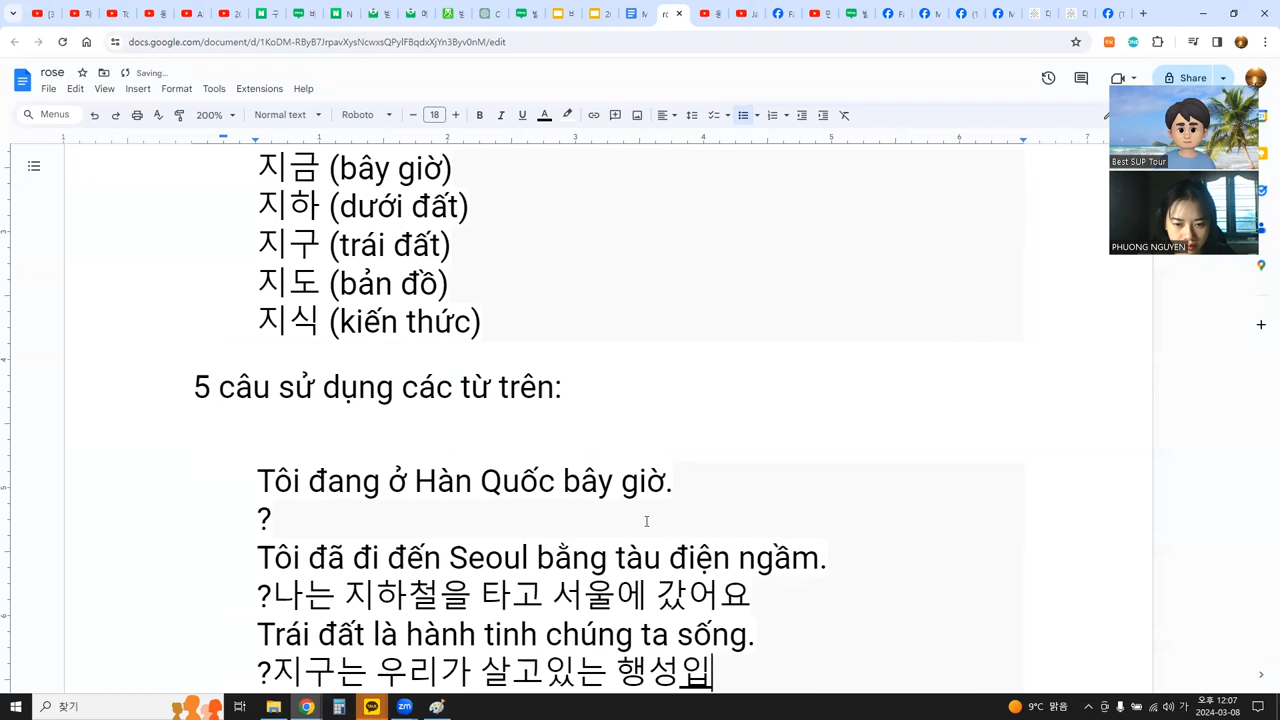 docs.google.com/document/d/1KoDM-RByB7JrpavXysNcwxsQPylFBqdxXjYn3Byv0nM/edit
rose
Saving...
File Edit View Insert Format Tools Extensions Help
Share
Menus
200%
Normal text
Roboto
18
Best SUP Tour
PHUONG NGUYEN
지금 (bây giờ)
지하 (dưới đất)
지구 (trái đất)
지도 (bản đồ)
지식 (kiến thức)
5 câu sử dụng các từ trên:
Tôi đang ở Hàn Quốc bây giờ.
?
Tôi đã đi đến Seoul bằng tàu điện ngầm.
?나는 지하철을 타고 서울에 갔어요
Trái đất là hành tinh chúng ta sống.
?지구는 우리가 살고있는 행성입
찾기
9°C 맑음
가
오후 12:07
2024-03-08